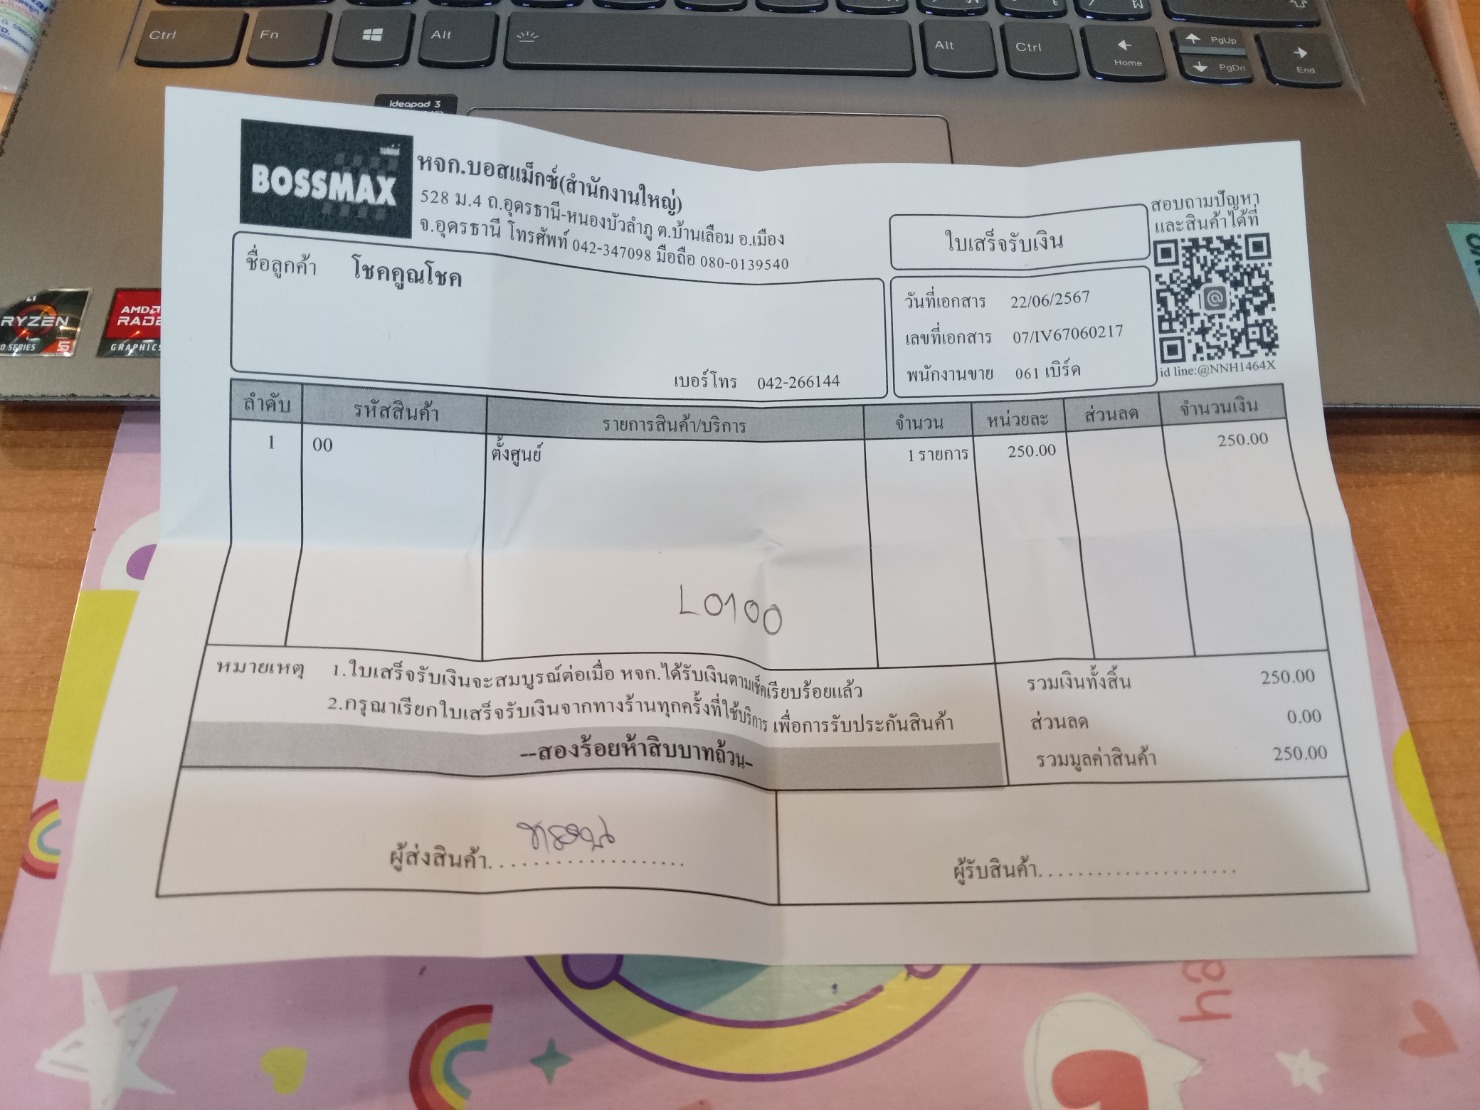 Ctrl
Fn
Alt
Alt
Ctrl
Home
PgUp
PgDn
End
ideapad 3
RYZEN
5
AMD
GRAPHICS
BOSSMAX
หจก.บอสแม็กซ์(สำนักงานใหญ่)
528 ม.4 ถ.อุดรธานี-หนองบัวลำภู ต.บ้านเลื่อม อ.เมือง
จ.อุดรธานี โทรศัพท์ 042-347098 มือถือ 080-0139540
ใบเสร็จรับเงิน
สอบถามปัญหา
และสินค้าได้ที่
id line:@NNH1464X
ชื่อลูกค้า โชคคูณโชค
เบอร์โทร 042-266144
วันที่เอกสาร 22/06/2567
เลขที่เอกสาร 07/IV67060217
พนักงานขาย 061 เบิร์ด
ลำดับ รหัสสินค้า รายการสินค้า/บริการ จำนวน หน่วยละ ส่วนลด จำนวนเงิน
1 00 ตั้งศูนย์ 1 รายการ 250.00 250.00
L0100
หมายเหตุ 1.ใบเสร็จรับเงินจะสมบูรณ์ต่อเมื่อ หจก.ได้รับเงินตามเช็คเรียบร้อยแล้ว
2.กรุณาเรียกใบเสร็จรับเงินจากทางร้านทุกครั้งที่ใช้บริการ เพื่อการรับประกันสินค้า
--สองร้อยห้าสิบบาทถ้วน-
รวมเงินทั้งสิ้น 250.00
ส่วนลด 0.00
รวมมูลค่าสินค้า 250.00
ผู้ส่งสินค้า....................
ผู้รับสินค้า.....................